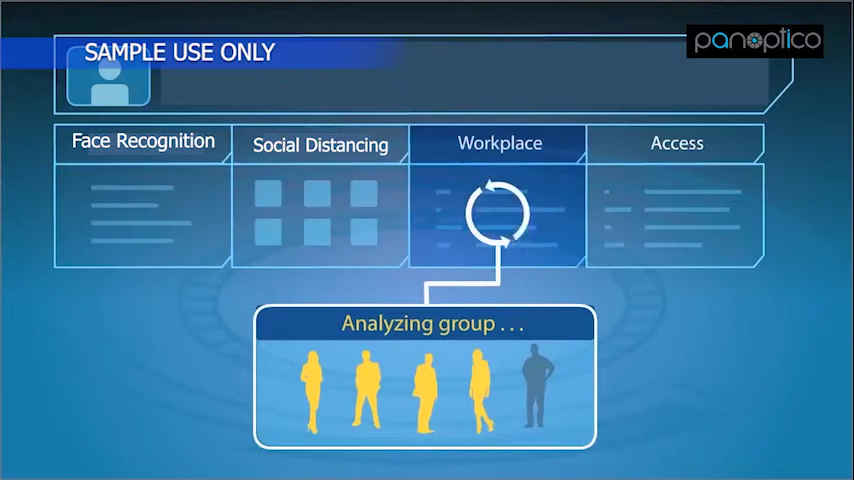 SAMPLE USE ONLY
panoptico
Face Recognition
Social Distancing
Workplace
Access
Analyzing group . . .